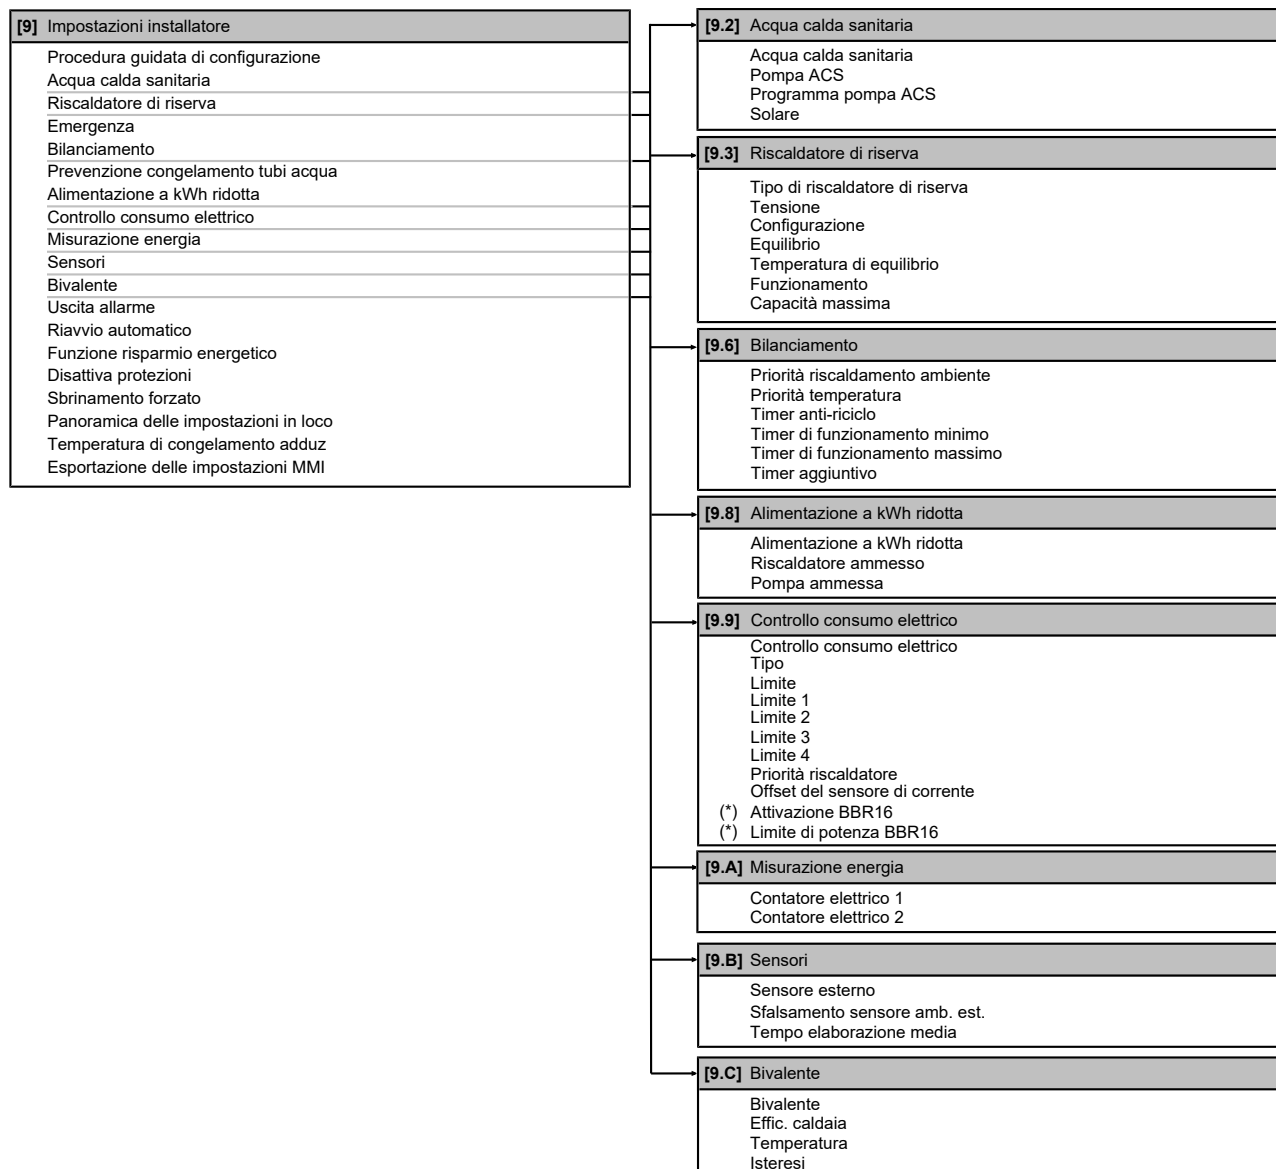 [9] Impostazioni installatore
Procedura guidata di configurazione
Acqua calda sanitaria
Riscaldatore di riserva
Emergenza
Bilanciamento
Prevenzione congelamento tubi acqua
Alimentazione a kWh ridotta
Controllo consumo elettrico
Misurazione energia
Sensori
Bivalente
Uscita allarme
Riavvio automatico
Funzione risparmio energetico
Disattiva protezioni
Sbrinamento forzato
Panoramica delle impostazioni in loco
Temperatura di congelamento adduz
Esportazione delle impostazioni MMI
[9.2] Acqua calda sanitaria
Acqua calda sanitaria
Pompa ACS
Programma pompa ACS
Solare
[9.3] Riscaldatore di riserva
Tipo di riscaldatore di riserva
Tensione
Configurazione
Equilibrio
Temperatura di equilibrio
Funzionamento
Capacità massima
[9.6] Bilanciamento
Priorità riscaldamento ambiente
Priorità temperatura
Timer anti-riciclo
Timer di funzionamento minimo
Timer di funzionamento massimo
Timer aggiuntivo
[9.8] Alimentazione a kWh ridotta
Alimentazione a kWh ridotta
Riscaldatore ammesso
Pompa ammessa
[9.9] Controllo consumo elettrico
Controllo consumo elettrico
Tipo
Limite
Limite 1
Limite 2
Limite 3
Limite 4
Priorità riscaldatore
Offset del sensore di corrente
(*) Attivazione BBR16
(*) Limite di potenza BBR16
[9.A] Misurazione energia
Contatore elettrico 1
Contatore elettrico 2
[9.B] Sensori
Sensore esterno
Sfalsamento sensore amb. est.
Tempo elaborazione media
[9.C] Bivalente
Bivalente
Effic. caldaia
Temperatura
Isteresi